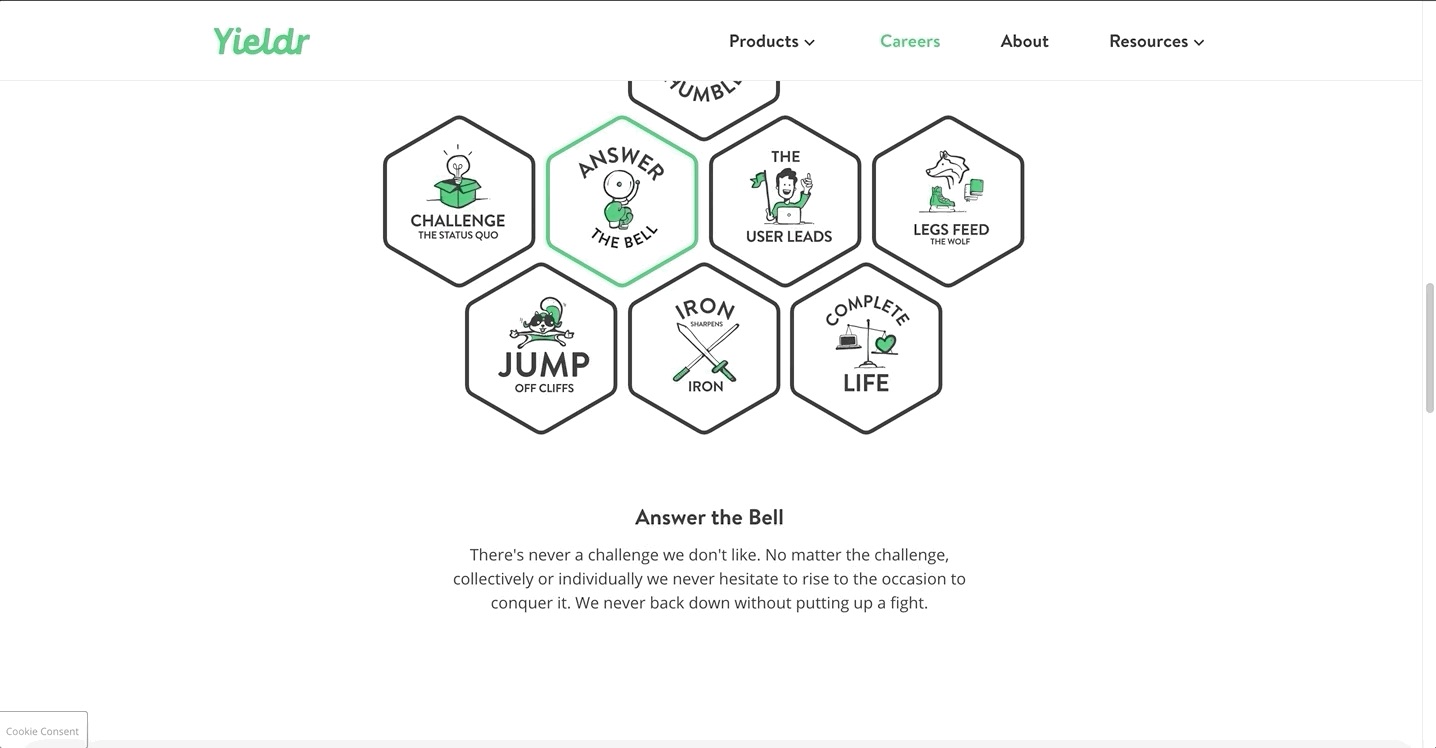 Yieldr
Products
Careers
About
Resources
CHALLENGE
THE STATUS QUO
ANSWER
THE BELL
THE
USER LEADS
LEGS FEED
THE WOLF
JUMP
OFF CLIFFS
IRON
SHARPENS
IRON
COMPLETE
LIFE
Answer the Bell
There's never a challenge we don't like. No matter the challenge,
collectively or individually we never hesitate to rise to the occasion to
conquer it. We never back down without putting up a fight.
Cookie Consent